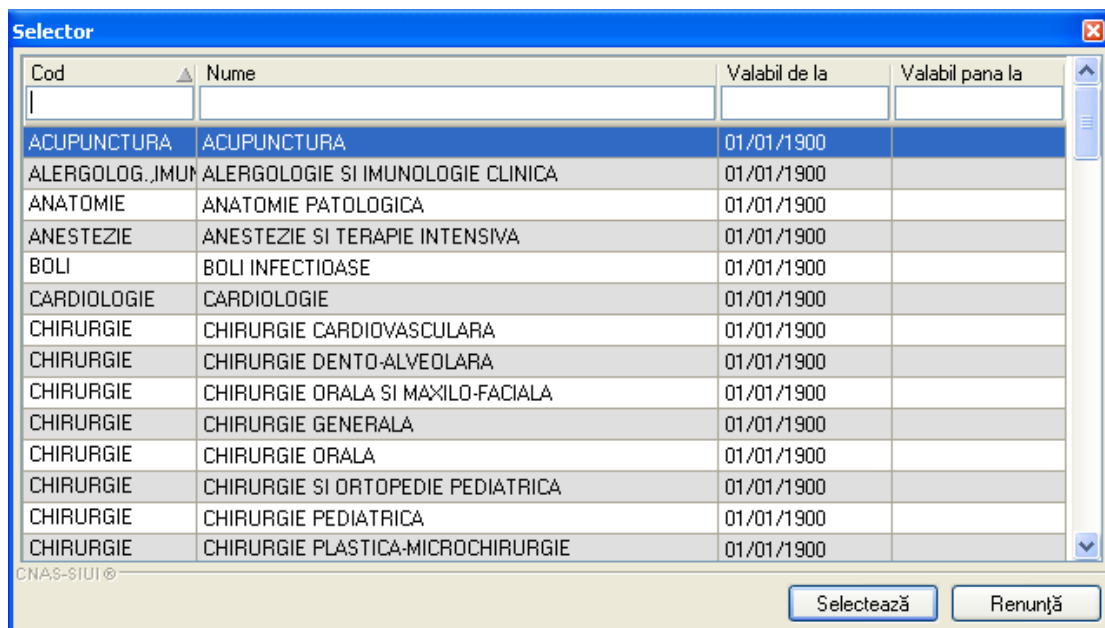 Selector
Cod Nume Valabil de la Valabil pana la
ACUPUNCTURA ACUPUNCTURA 01/01/1900
ALERGOLOG.,IMUN ALERGOLOGIE SI IMUNOLOGIE CLINICA 01/01/1900
ANATOMIE ANATOMIE PATOLOGICA 01/01/1900
ANESTEZIE ANESTEZIE SI TERAPIE INTENSIVA 01/01/1900
BOLI BOLI INFECTIOASE 01/01/1900
CARDIOLOGIE CARDIOLOGIE 01/01/1900
CHIRURGIE CHIRURGIE CARDIOVASCULARA 01/01/1900
CHIRURGIE CHIRURGIE DENTO-ALVEOLARA 01/01/1900
CHIRURGIE CHIRURGIE ORALA SI MAXILO-FACIALA 01/01/1900
CHIRURGIE CHIRURGIE GENERALA 01/01/1900
CHIRURGIE CHIRURGIE ORALA 01/01/1900
CHIRURGIE CHIRURGIE SI ORTOPEDIE PEDIATRICA 01/01/1900
CHIRURGIE CHIRURGIE PEDIATRICA 01/01/1900
CHIRURGIE CHIRURGIE PLASTICA-MICROCHIRURGIE 01/01/1900
CNAS-SIUI®
Selectează Renunţă